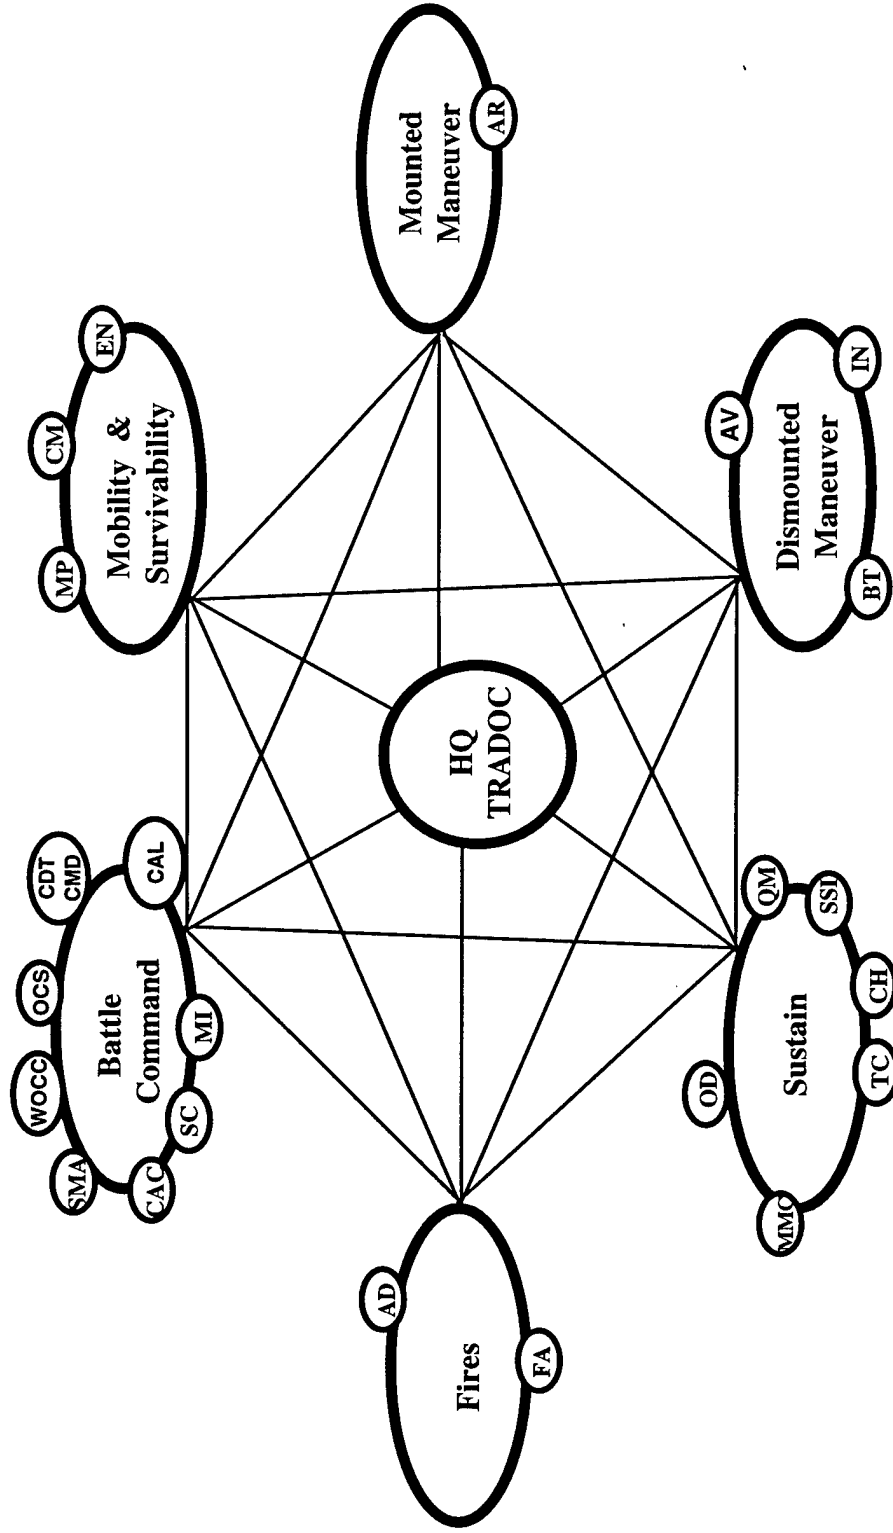 SMA
WOCC
OCS
CDT
CMD
CAL
Battle
Command
CAC
SC
MI
MP
CM
EN
Mobility &
Survivability
AD
Fires
FA
HQ
TRADOC
Mounted
Maneuver
AR
OD
QM
MMC
Sustain
SSI
TC
CH
AV
Dismounted
Maneuver
BT
IN